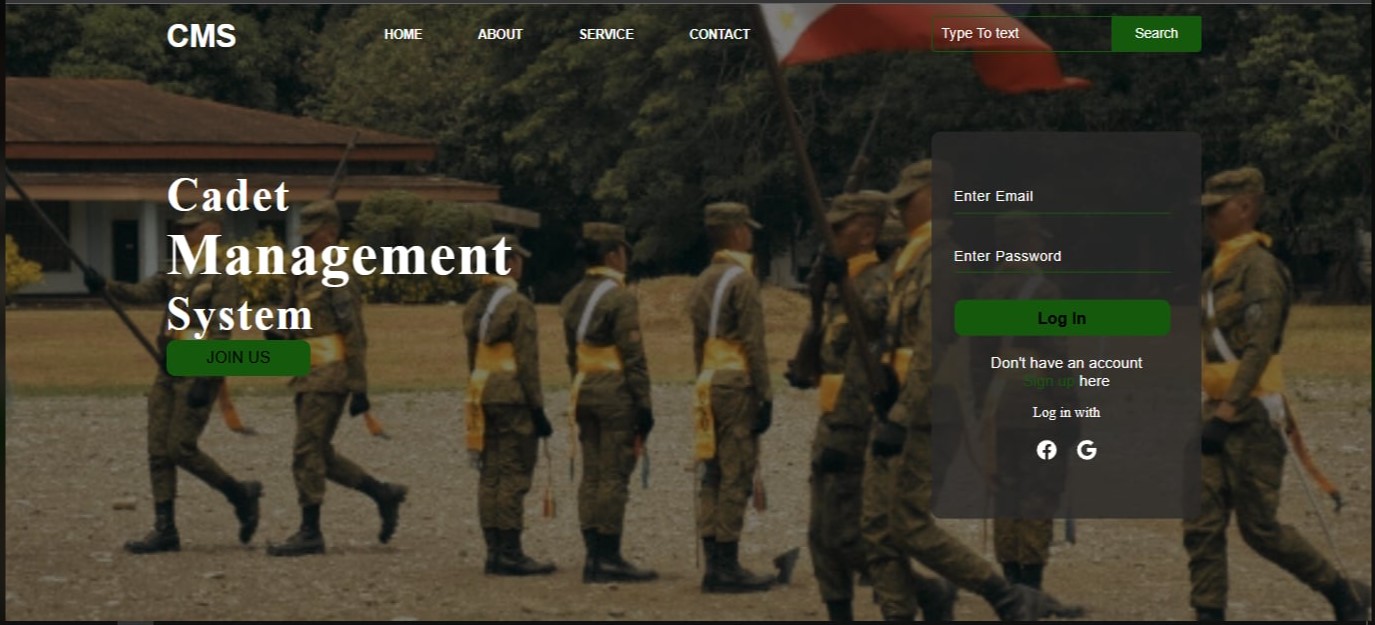 CMS
HOME
ABOUT
SERVICE
CONTACT
Type To text
Search
Cadet
Management
System
JOIN US
Enter Email
Enter Password
Log In
Don't have an account
Sign up here
Log in with